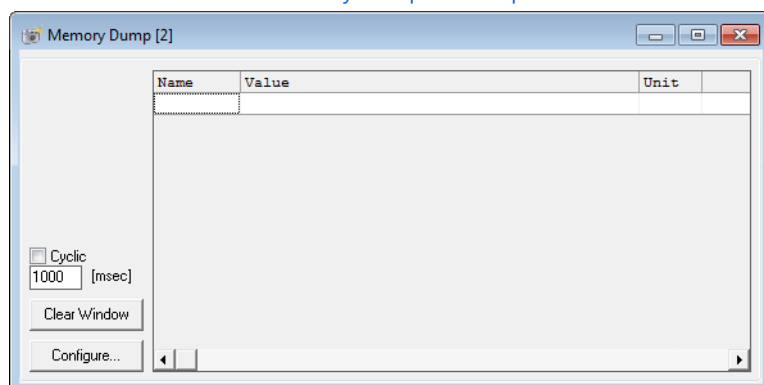 Memory Dump [2]
Name Value Unit
Cyclic
1000 [msec]
Clear Window
Configure...